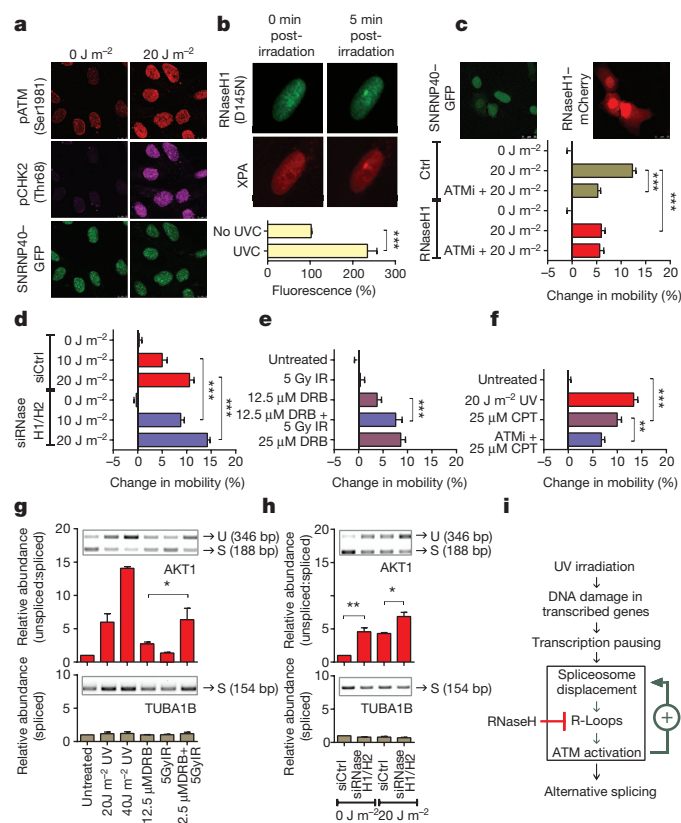 a
0 J m−2
20 J m−2
pATM
(Ser1981)
pCHK2
(Thr68)
SNRNP40–
GFP
b
0 min
post-
irradiation
5 min
post-
irradiation
RNaseH1
(D145N)
XPA
No UVC
UVC
***
0
100
200
300
Fluorescence (%)
c
SNRNP40–
GFP
RNaseH1–
mCherry
Ctrl
0 J m−2
20 J m−2
ATMi + 20 J m−2
RNaseH1
0 J m−2
20 J m−2
ATMi + 20 J m−2
***
***
−5
0
5
10
15
Change in mobility (%)
d
siCtrl
0 J m−2
10 J m−2
20 J m−2
siRNase
H1/H2
0 J m−2
10 J m−2
20 J m−2
***
***
−5
0
5
10
15
20
Change in mobility (%)
e
Untreated
5 Gy IR
12.5 µM DRB
12.5 µM DRB +
5 Gy IR
25 µM DRB
***
−5
0
5
10
15
20
Change in mobility (%)
f
Untreated
20 J m−2 UV
25 µM CPT
ATMi +
25 µM CPT
***
**
−5
0
5
10
15
20
Change in mobility (%)
g
Relative abundance
(unspliced:spliced)
20
15
10
5
0
U (346 bp)
S (188 bp)
AKT1
*
Relative abundance
(spliced)
10
5
0
S (154 bp)
TUBA1B
Untreated
20J m−2 UV
40J m−2 UV
12.5 µMDRB
5GyIR
2.5 µMDRB+
5GyIR
h
Relative abundance
(unspliced:spliced)
20
15
10
5
0
U (346 bp)
S (188 bp)
AKT1
**
*
Relative abundance
(spliced)
10
5
0
S (154 bp)
TUBA1B
siCtrl
siRNase
H1/H2
siCtrl
siRNase
H1/H2
0 J m−2
20 J m−2
i
UV irradiation
DNA damage in
transcribed genes
Transcription pausing
Spliceosome
displacement
RNaseH
R-Loops
+
ATM activation
Alternative splicing